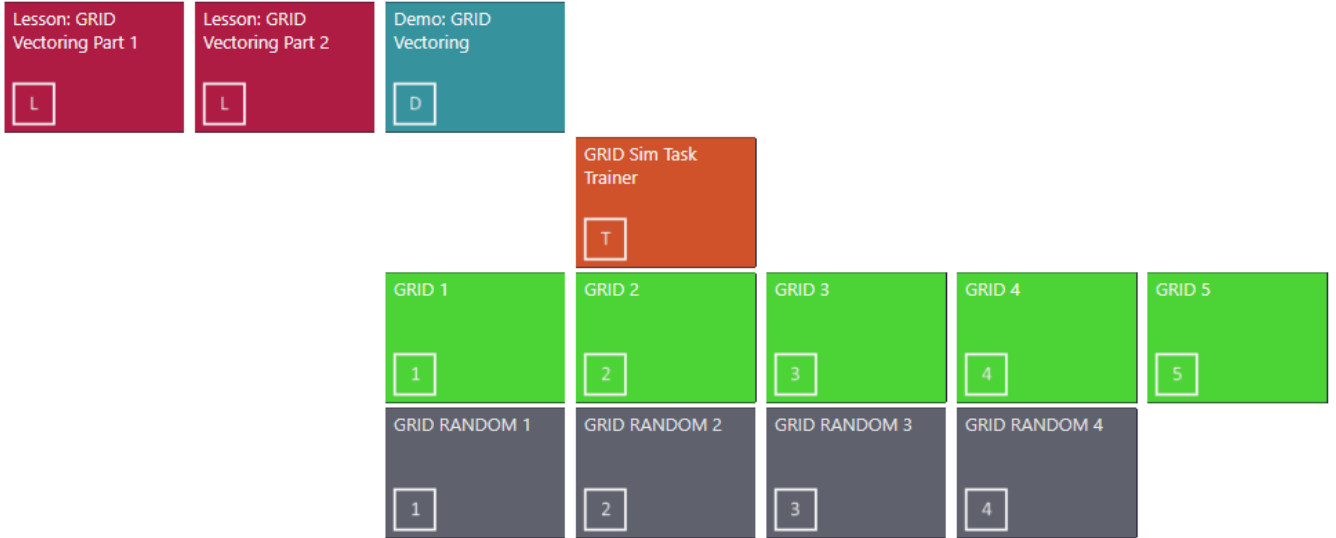 Lesson: GRID
Vectoring Part 1
L
Lesson: GRID
Vectoring Part 2
L
Demo: GRID
Vectoring
D
GRID Sim Task
Trainer
T
GRID 1
1
GRID 2
2
GRID 3
3
GRID 4
4
GRID 5
5
GRID RANDOM 1
1
GRID RANDOM 2
2
GRID RANDOM 3
3
GRID RANDOM 4
4